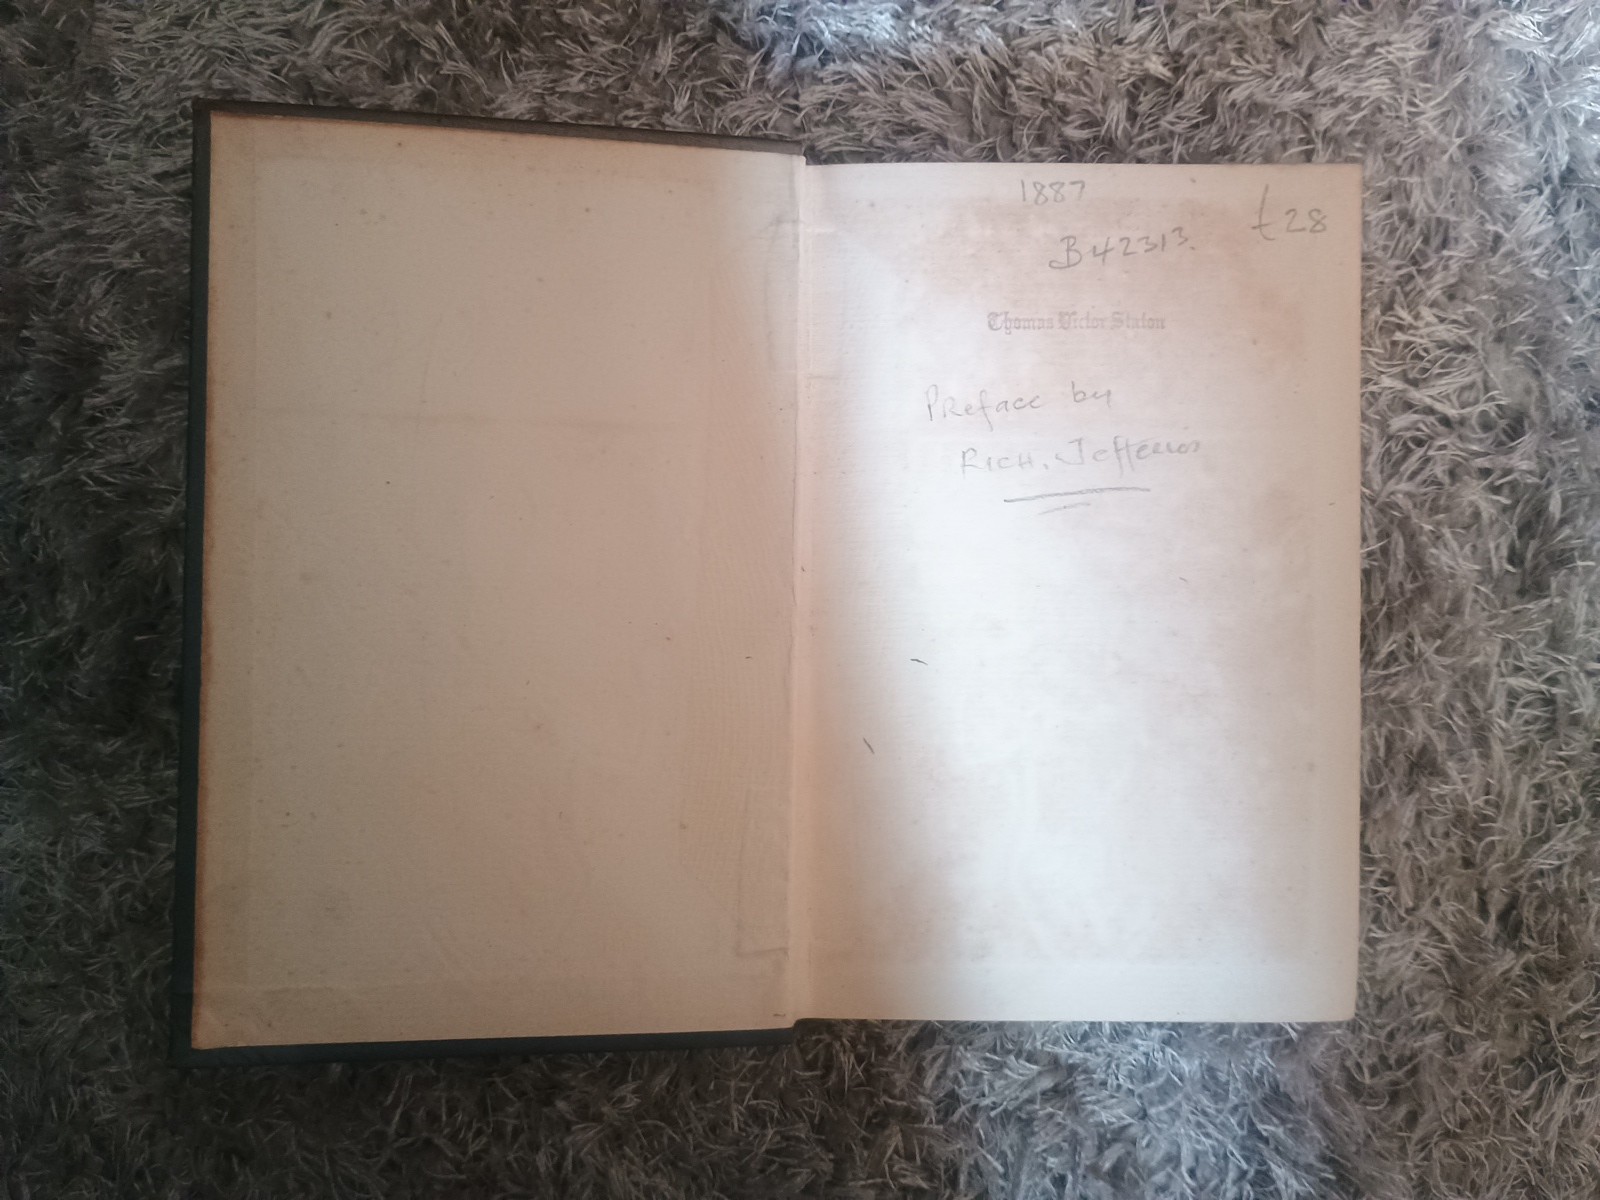 1887
£28
B42313.
Thomas Victor Staton
Preface by
Rich. Jefferies